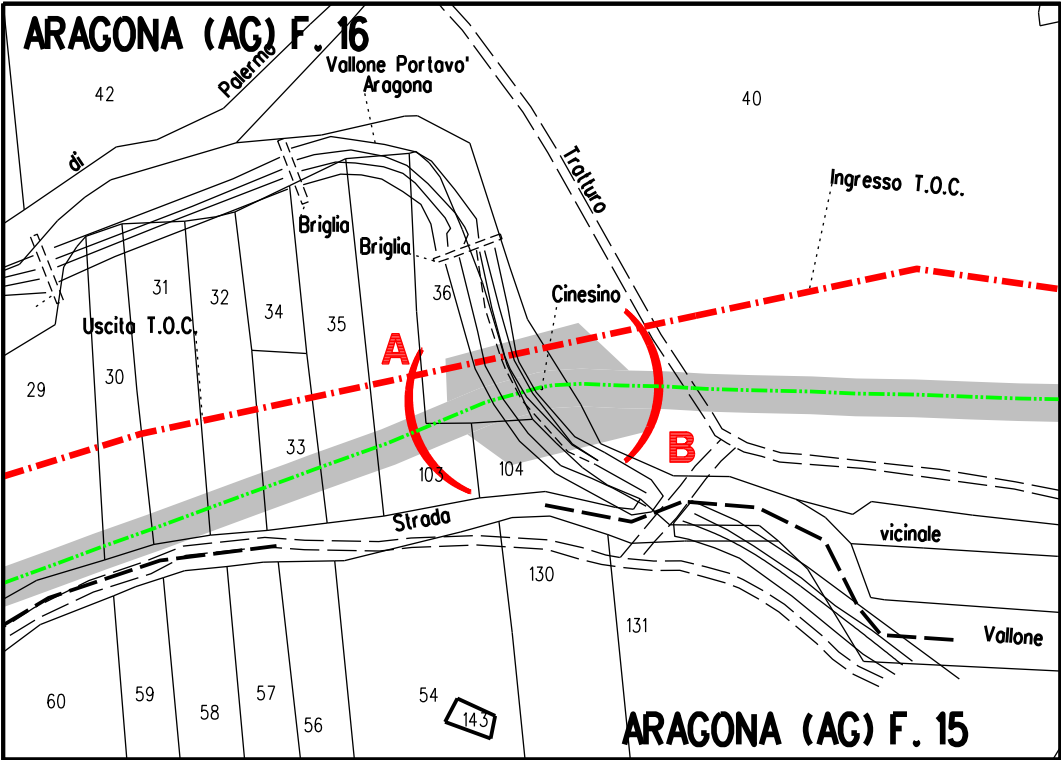 ARAGONA (AG) F. 16
Palermo
di
42
Vallone Portavo'
Aragona
40
Tratturo
Ingresso T.O.C.
Briglia
Briglia
31
32
34
35
36
Cinesino
Uscita T.O.C.
A
29
30
33
103
104
B
Strada
vicinale
130
131
Vallone
60
59
58
57
56
54
143
ARAGONA (AG) F. 15